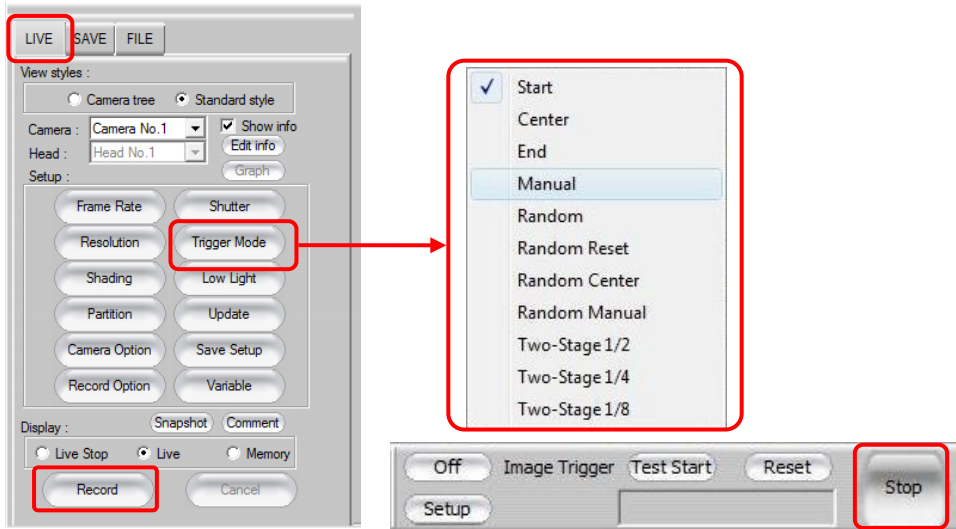 LIVE SAVE FILE
View styles :
Camera tree Standard style
Camera : Camera No.1 Show info
Head : Head No.1 Edit info
Graph
Setup :
Frame Rate Shutter
Resolution Trigger Mode
Shading Low Light
Partition Update
Camera Option Save Setup
Record Option Variable
Snapshot Comment
Display :
Live Stop Live Memory
Record Cancel
Start
Center
End
Manual
Random
Random Reset
Random Center
Random Manual
Two-Stage 1/2
Two-Stage 1/4
Two-Stage 1/8
Off Image Trigger Test Start Reset
Stop
Setup